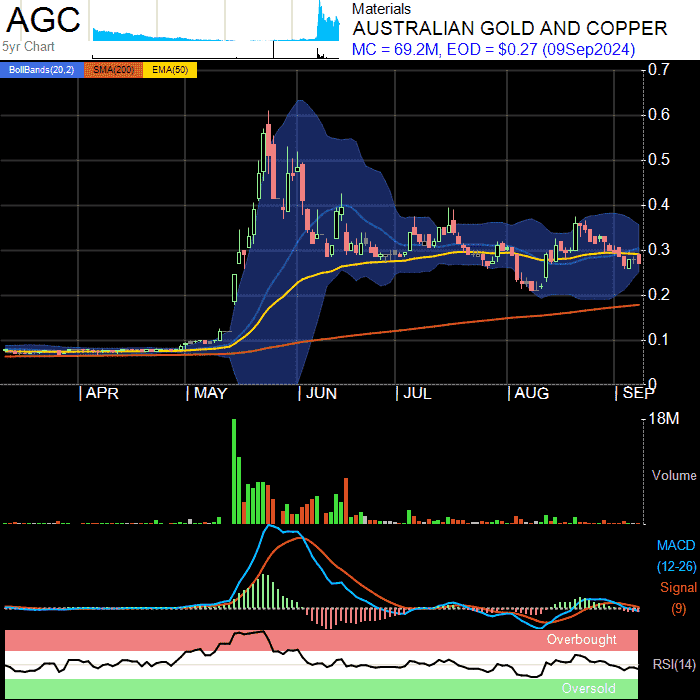 AGC
5yr Chart
Materials
AUSTRALIAN GOLD AND COPPER
MC = 69.2M, EOD = $0.27 (09Sep2024)
BollBands(20,2) SMA(200) EMA(50)
0.7
0.6
0.5
0.4
0.3
0.2
0.1
0
APR MAY JUN JUL AUG SEP
18M
Volume
MACD
(12-26)
Signal
(9)
Overbought
RSI(14)
Oversold